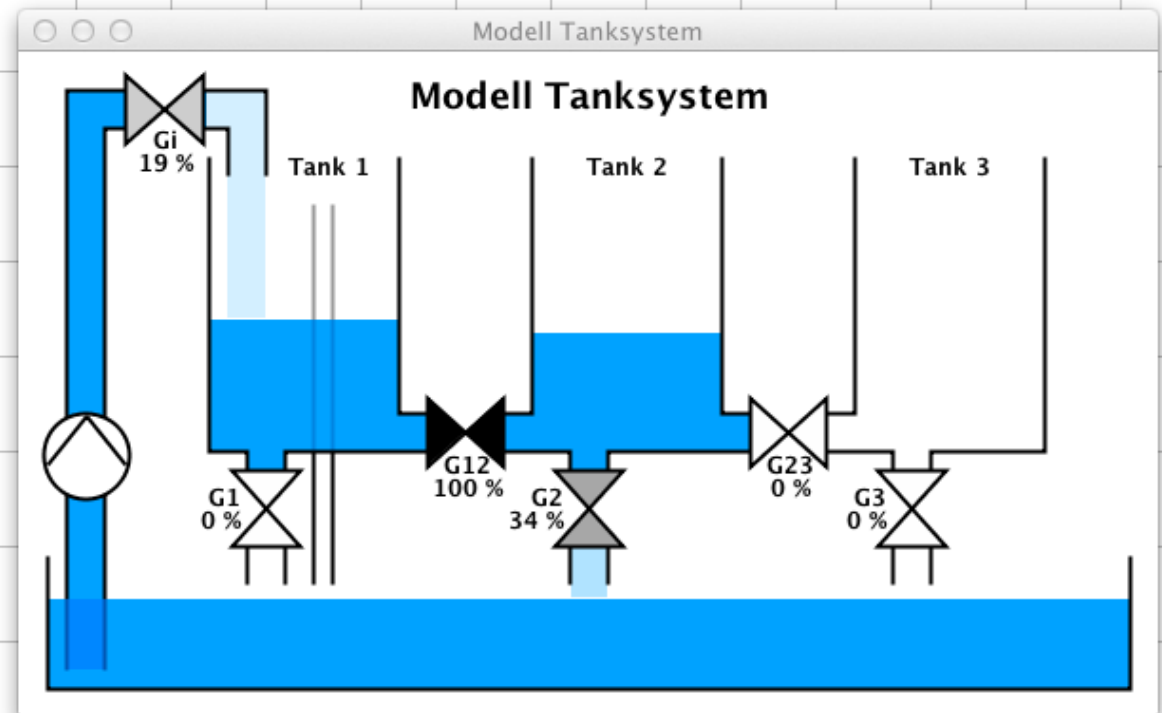 Modell Tanksystem
Modell Tanksystem
Gi
19 %
Tank 1
Tank 2
Tank 3
G12
100 %
G23
0 %
G1
0 %
G2
34 %
G3
0 %